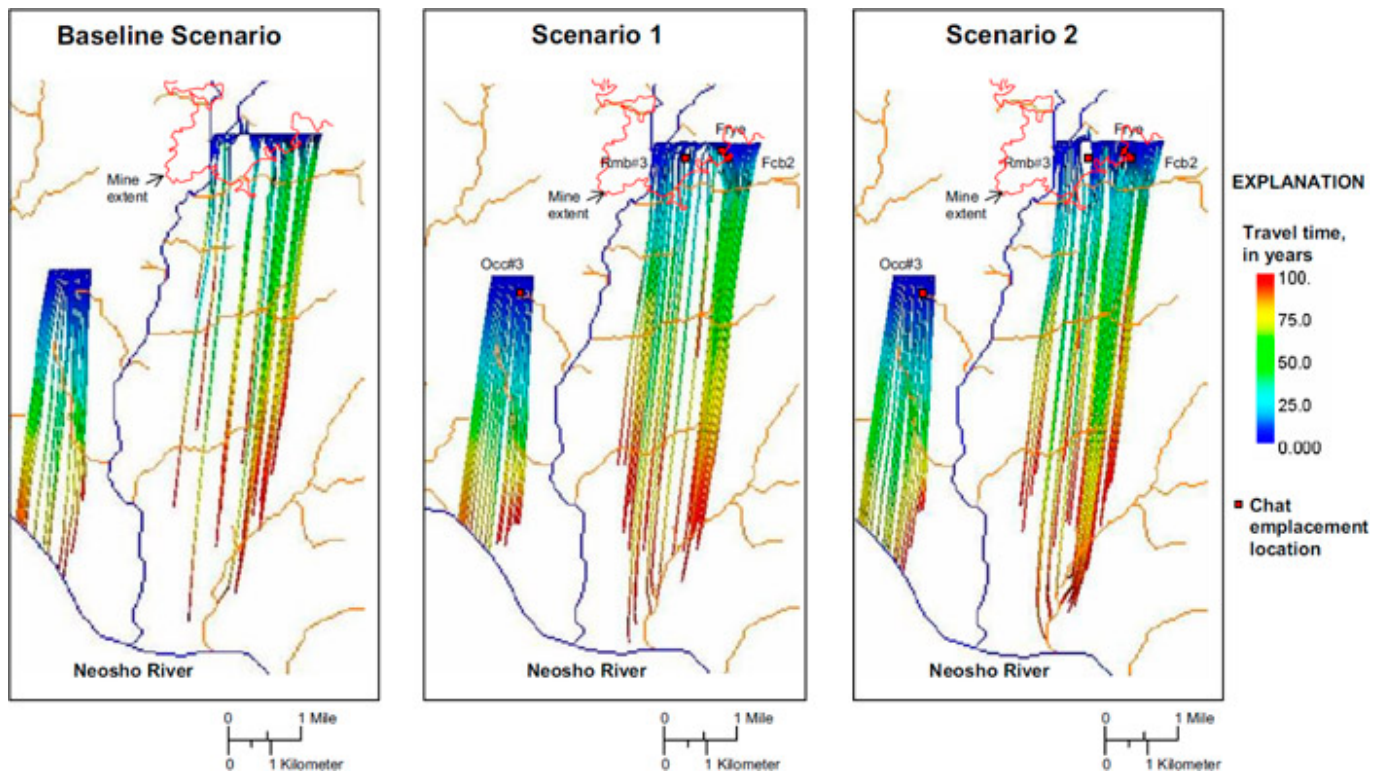 Baseline Scenario
Mine
extent
Neosho River
0 1 Mile
0 1 Kilometer
Scenario 1
Frye
Rmb#3
Fcb2
Mine
extent
Occ#3
Neosho River
0 1 Mile
0 1 Kilometer
Scenario 2
Frye
Rmb#3
Fcb2
Mine
extent
Occ#3
Neosho River
0 1 Mile
0 1 Kilometer
EXPLANATION
Travel time,
in years
100.
75.0
50.0
25.0
0.000
Chat
emplacement
location